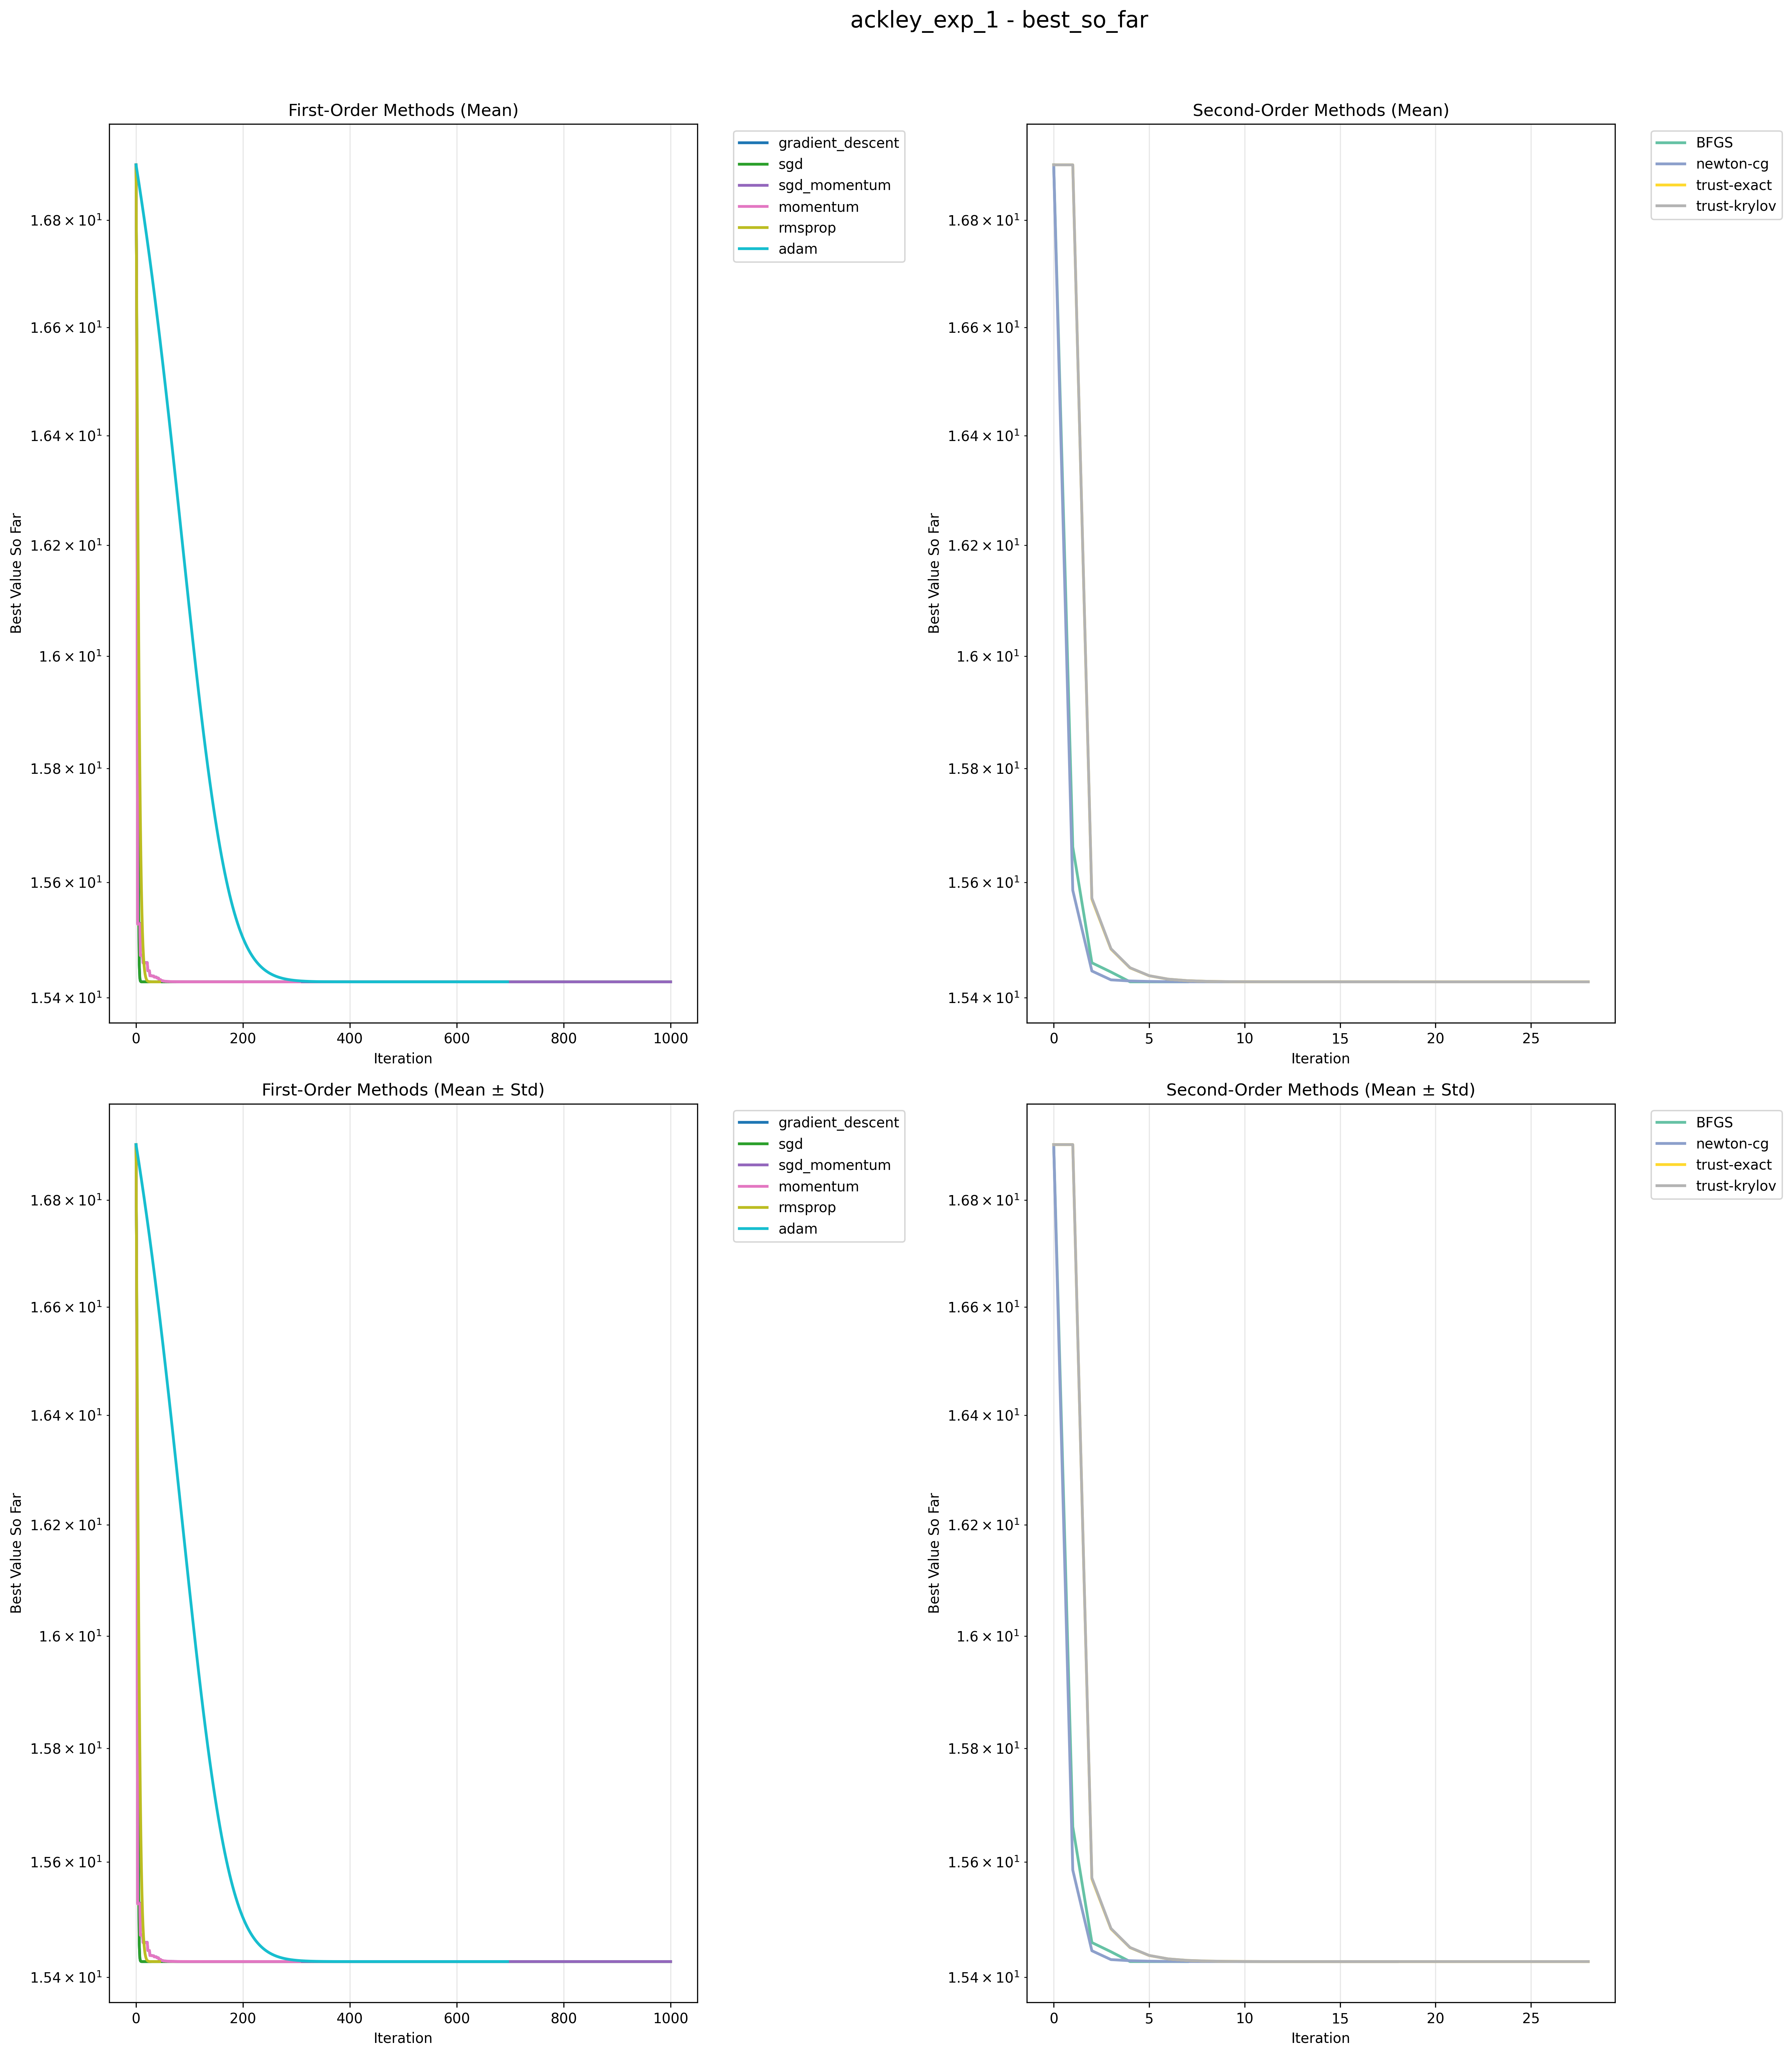 ackley_exp_1 - best_so_far
First-Order Methods (Mean)
1.68 × 10¹
1.66 × 10¹
1.64 × 10¹
1.62 × 10¹
1.6 × 10¹
1.58 × 10¹
1.56 × 10¹
1.54 × 10¹
Best Value So Far
0 200 400 600 800 1000
Iteration
gradient_descent
sgd
sgd_momentum
momentum
rmsprop
adam
Second-Order Methods (Mean)
1.68 × 10¹
1.66 × 10¹
1.64 × 10¹
1.62 × 10¹
1.6 × 10¹
1.58 × 10¹
1.56 × 10¹
1.54 × 10¹
Best Value So Far
0 5 10 15 20 25
Iteration
BFGS
newton-cg
trust-exact
trust-krylov
First-Order Methods (Mean ± Std)
1.68 × 10¹
1.66 × 10¹
1.64 × 10¹
1.62 × 10¹
1.6 × 10¹
1.58 × 10¹
1.56 × 10¹
1.54 × 10¹
Best Value So Far
0 200 400 600 800 1000
Iteration
gradient_descent
sgd
sgd_momentum
momentum
rmsprop
adam
Second-Order Methods (Mean ± Std)
1.68 × 10¹
1.66 × 10¹
1.64 × 10¹
1.62 × 10¹
1.6 × 10¹
1.58 × 10¹
1.56 × 10¹
1.54 × 10¹
Best Value So Far
0 5 10 15 20 25
Iteration
BFGS
newton-cg
trust-exact
trust-krylov